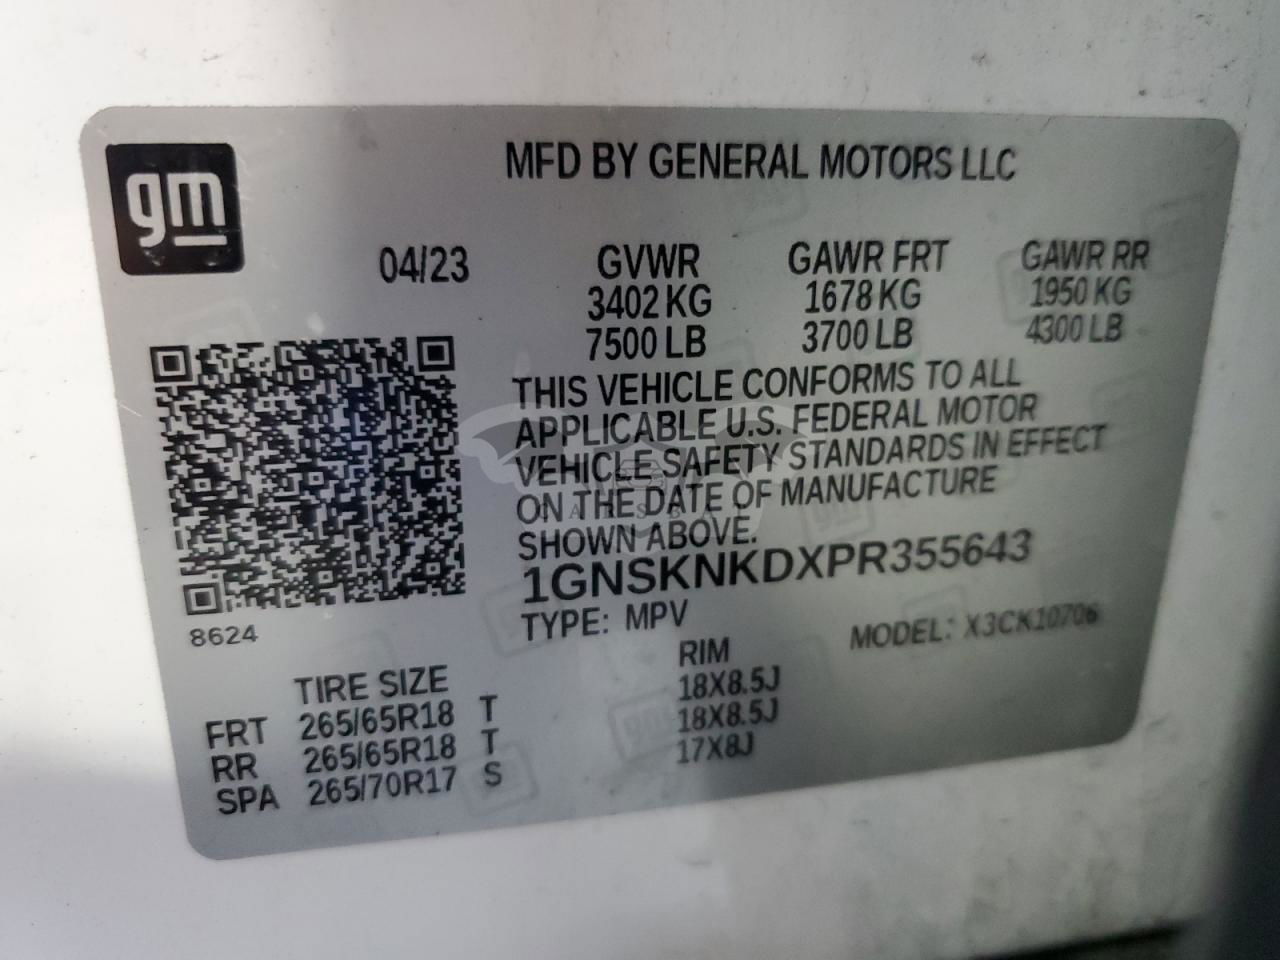 gm
MFD BY GENERAL MOTORS LLC
04/23
GVWR GAWR FRT GAWR RR
3402 KG 1678 KG 1950 KG
7500 LB 3700 LB 4300 LB
THIS VEHICLE CONFORMS TO ALL
APPLICABLE U.S. FEDERAL MOTOR
VEHICLE SAFETY STANDARDS IN EFFECT
ON THE DATE OF MANUFACTURE
SHOWN ABOVE.
1GNSKNKDXPR355643
TYPE: MPV MODEL: X3CK10706
8624
TIRE SIZE RIM
FRT 265/65R18 T 18X8.5J
RR 265/65R18 T 18X8.5J
SPA 265/70R17 S 17X8J